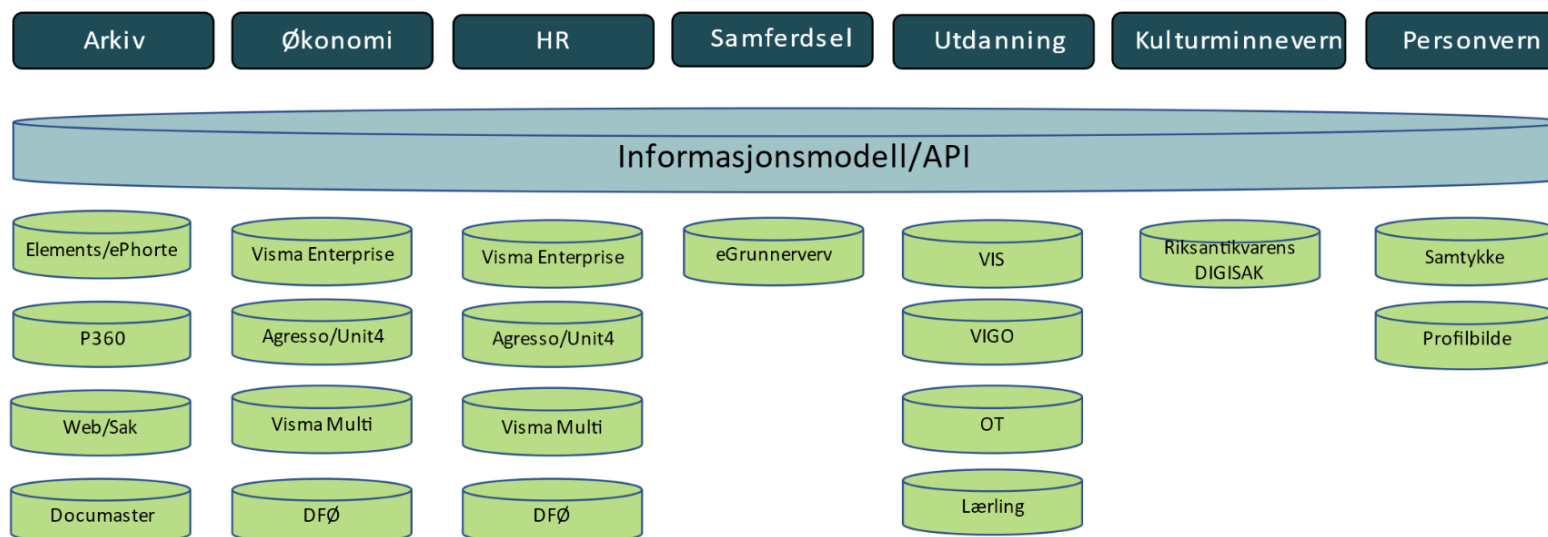 Arkiv
Økonomi
HR
Samferdsel
Utdanning
Kulturminnevern
Personvern
Informasjonsmodell/API
Elements/ePhorte
Visma Enterprise
Visma Enterprise
eGrunnerverv
VIS
Riksantikvarens
DIGISAK
Samtykke
P360
Agresso/Unit4
Agresso/Unit4
VIGO
Profilbilde
Web/Sak
Visma Multi
Visma Multi
OT
Documaster
DFØ
DFØ
Lærling